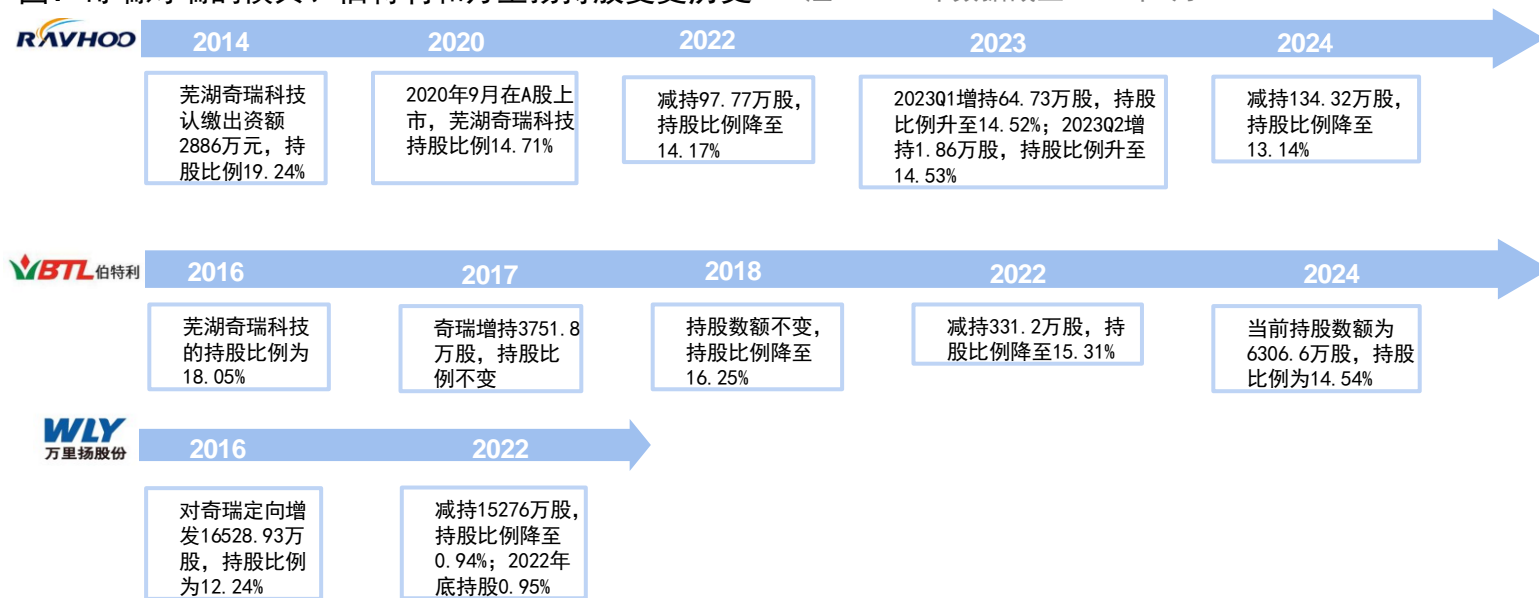 RAVHOO
2014
2020
2022
2023
2024
芜湖奇瑞科技
认缴出资额
2886万元，持
股比例19.24%
2020年9月在A股上
市，芜湖奇瑞科技
持股比例14.71%
减持97.77万股，
持股比例降至
14.17%
2023Q1增持64.73万股，持股
比例升至14.52%；2023Q2增
持1.86万股，持股比例升至
14.53%
减持134.32万股，
持股比例降至
13.14%
BTL伯特利
2016
2017
2018
2022
2024
芜湖奇瑞科技
的持股比例为
18.05%
奇瑞增持3751.8
万股，持股比
例不变
持股数额不变，
持股比例降至
16.25%
减持331.2万股，持
股比例降至15.31%
当前持股数额为
6306.6万股，持股
比例为14.54%
WLY
万里扬股份
2016
2022
对奇瑞定向增
发16528.93万
股，持股比例
为12.24%
减持15276万股，
持股比例降至
0.94%；2022年
底持股0.95%